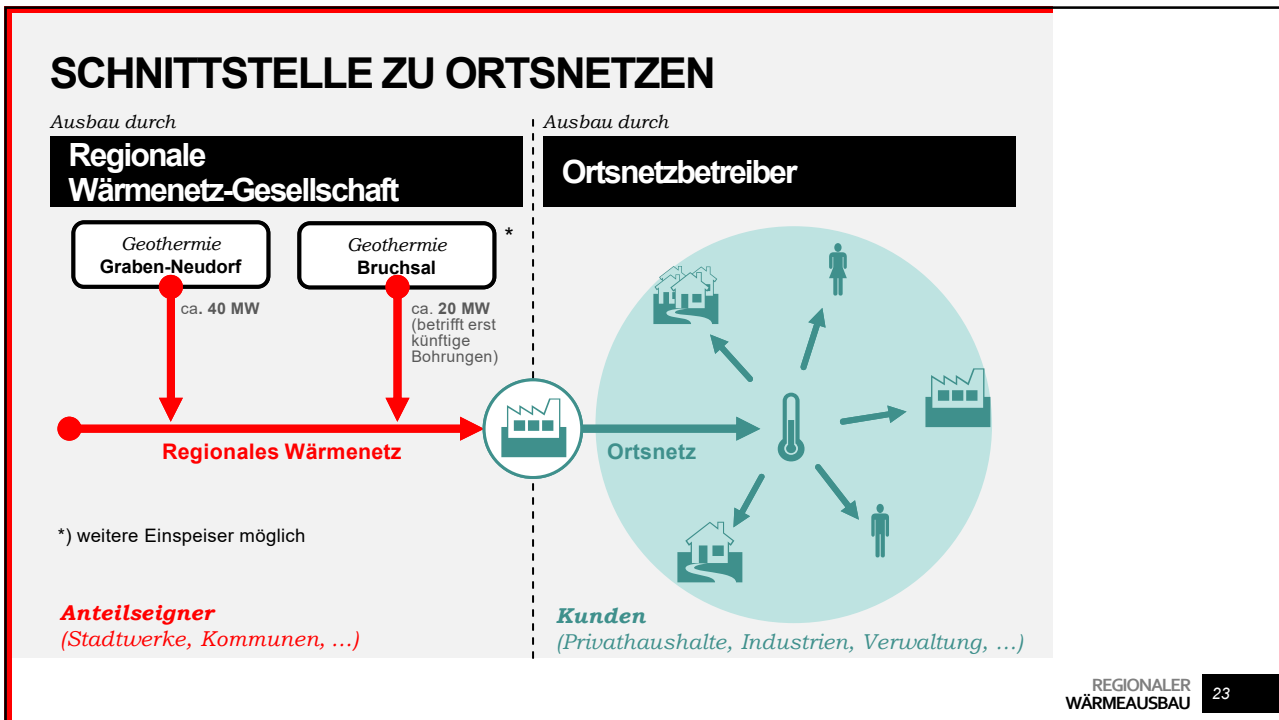 SCHNITTSTELLE ZU ORTSNETZEN
Ausbau durch
Regionale
Wärmenetz-Gesellschaft
Geothermie
Graben-Neudorf
Geothermie
Bruchsal
*
ca. 40 MW
ca. 20 MW
(betrifft erst
künftige
Bohrungen)
Regionales Wärmenetz
*) weitere Einspeiser möglich
Anteilseigner
(Stadtwerke, Kommunen, ...)
Ausbau durch
Ortsnetzbetreiber
Ortsnetz
Kunden
(Privathaushalte, Industrien, Verwaltung, ...)
REGIONALER
WÄRMEAUSBAU
23